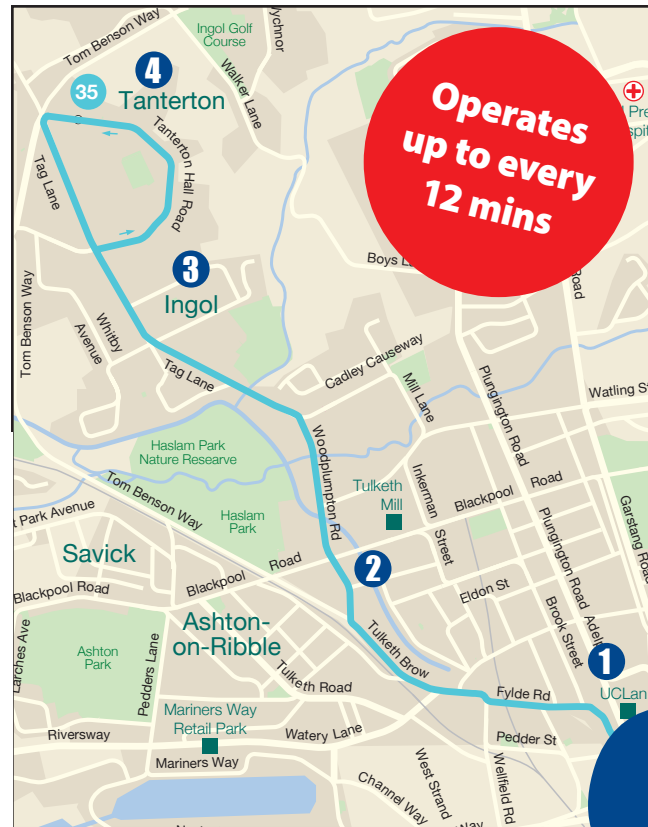 Tom Benson Way
Ingol Golf
Course
Wychnor
Walker Lane
4
35
Tanterton
Tanterton Hall Road
Tag Lane
Operates
up to every
12 mins
Boys
Road
3
Ingol
Tom Benson Way
Whitby
Avenue
Tag Lane
Cadley Causeway
Mill Lane
Plungington Road
Watling St
Haslam Park
Nature Researve
Woodplumpron Rd
Tom Benson Way
Haslam
Park
Tulketh
Mill
Inkerman
Street
Blackpool Road
Garstang Road
t Park Avenue
Savick
Blackpool Road
Blackpool Road
2
Eldon St
Plungington Road
Brook Street
Adelp
Larches Ave
Ashton
Park
Pedders Lane
Ashton-
on-Ribble
Tulketh Brow
Tulketh Road
1
UCLan
Fylde Rd
Mariners Way
Retail Park
Riversway
Watery Lane
Pedder St
Mariners Way
Channel Way
West Strand
Wellfield Rd
Way